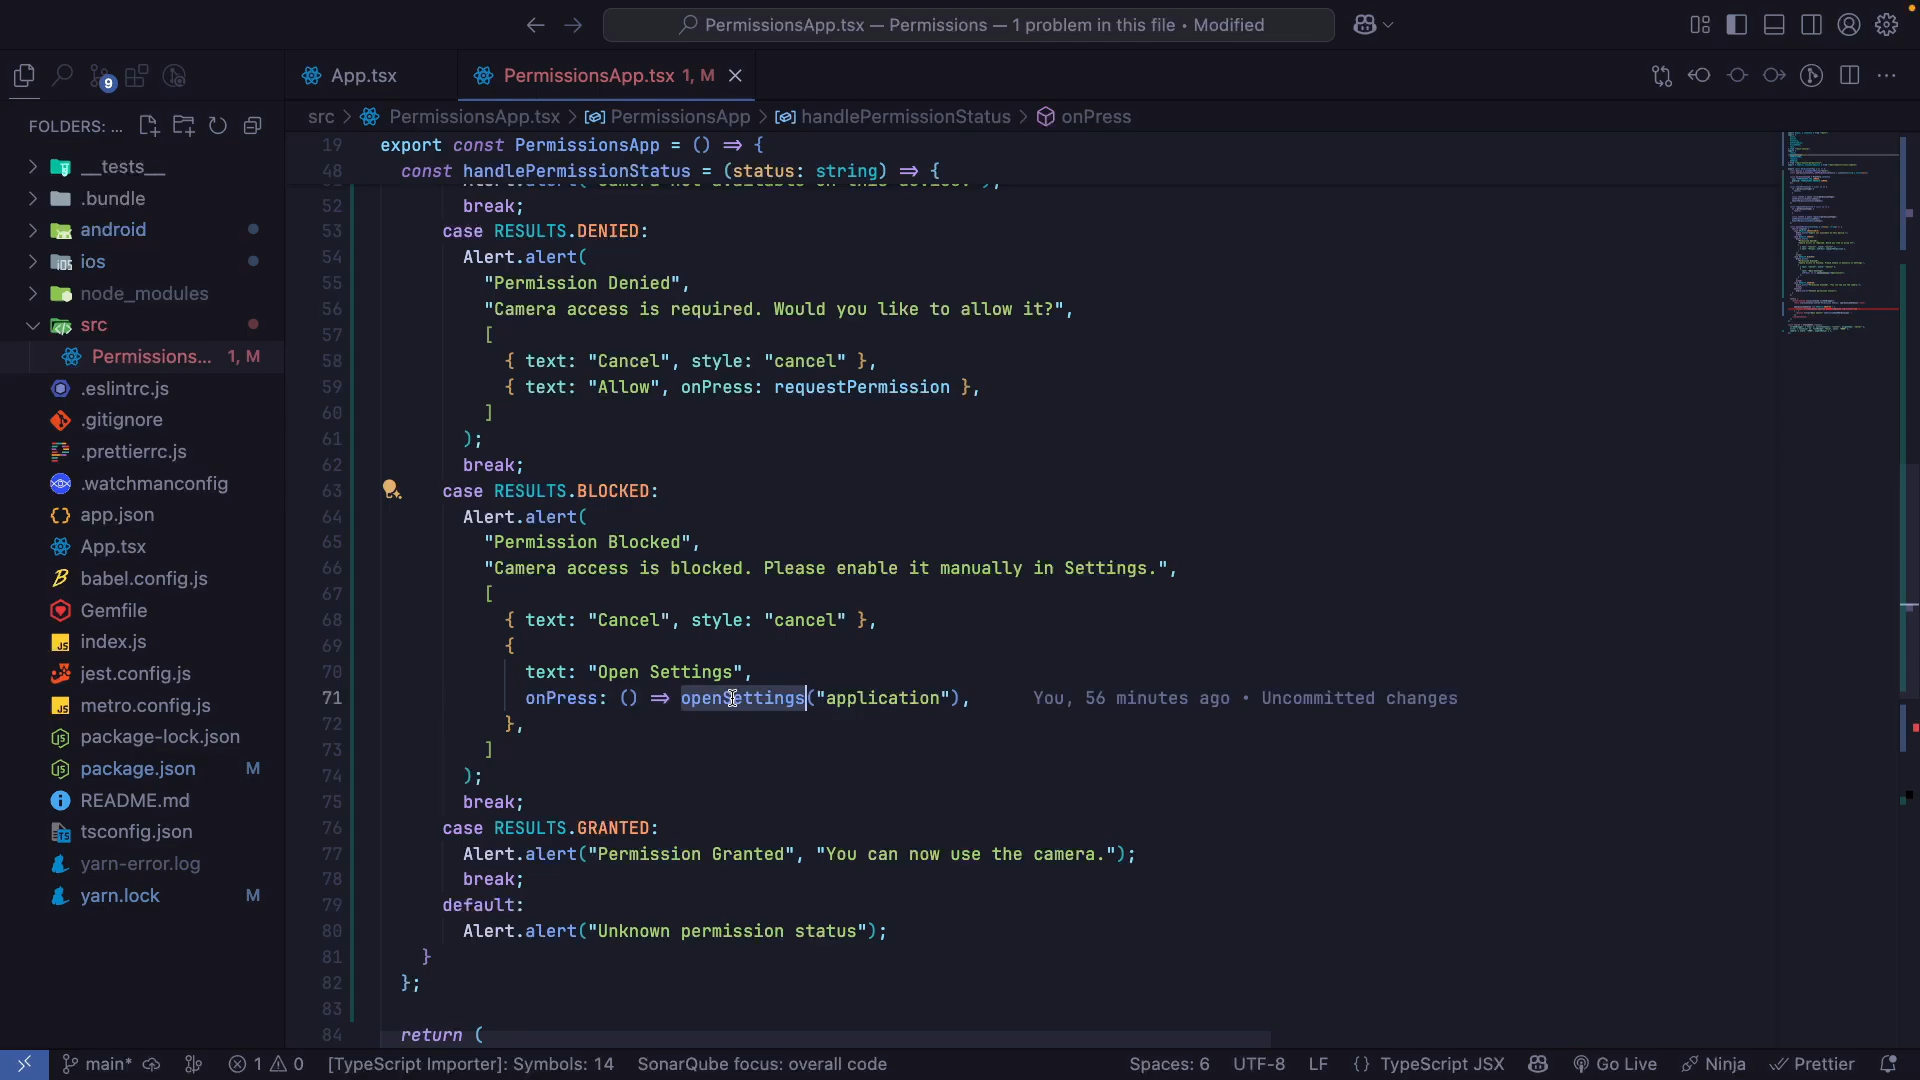 PermissionsApp.tsx — Permissions — 1 problem in this file • Modified
9
App.tsx
PermissionsApp.tsx 1, M
FOLDERS: ...
src > PermissionsApp.tsx > PermissionsApp > handlePermissionStatus > onPress
__tests__
.bundle
android
ios
node_modules
src
Permissions... 1, M
.eslintrc.js
.gitignore
.prettierrc.js
.watchmanconfig
app.json
App.tsx
babel.config.js
Gemfile
index.js
jest.config.js
metro.config.js
package-lock.json
package.json M
README.md
tsconfig.json
yarn-error.log
yarn.lock M
19 export const PermissionsApp = () => {
48 const handlePermissionStatus = (status: string) => {
52 break;
53 case RESULTS.DENIED:
54 Alert.alert(
55 "Permission Denied",
56 "Camera access is required. Would you like to allow it?",
57 [
58 { text: "Cancel", style: "cancel" },
59 { text: "Allow", onPress: requestPermission },
60 ]
61 );
62 break;
63 case RESULTS.BLOCKED:
64 Alert.alert(
65 "Permission Blocked",
66 "Camera access is blocked. Please enable it manually in Settings.",
67 [
68 { text: "Cancel", style: "cancel" },
69 {
70 text: "Open Settings",
71 onPress: () => openSettings("application"), You, 56 minutes ago • Uncommitted changes
72 },
73 ]
74 );
75 break;
76 case RESULTS.GRANTED:
77 Alert.alert("Permission Granted", "You can now use the camera.");
78 break;
79 default:
80 Alert.alert("Unknown permission status");
81 }
82 };
83
84 return (
main* 1 0 [TypeScript Importer]: Symbols: 14 SonarQube focus: overall code Spaces: 6 UTF-8 LF {} TypeScript JSX Go Live Ninja Prettier